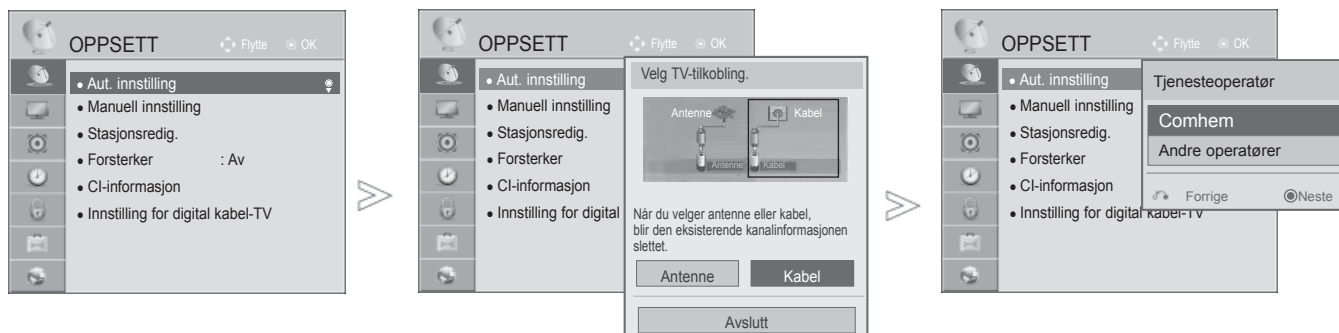 OPPSETT
Flytte OK
Aut. innstilling
Manuell innstilling
Stasjonsredig.
Forsterker : Av
CI-informasjon
Innstilling for digital kabel-TV
OPPSETT
Flytte OK
Aut. innstilling
Manuell innstilling
Stasjonsredig.
Forsterker
CI-informasjon
Innstilling for digital
Velg TV-tilkobling.
Antenne Kabel
Antenne Kabel
Når du velger antenne eller kabel,
blir den eksisterende kanalinformasjonen
slettet.
Antenne Kabel
Avslutt
OPPSETT
Flytte OK
Aut. innstilling
Manuell innstilling
Stasjonsredig.
Forsterker
CI-informasjon
Innstilling for digital kabel-TV
Tjenesteoperatør
Comhem
Andre operatører
Forrige Neste